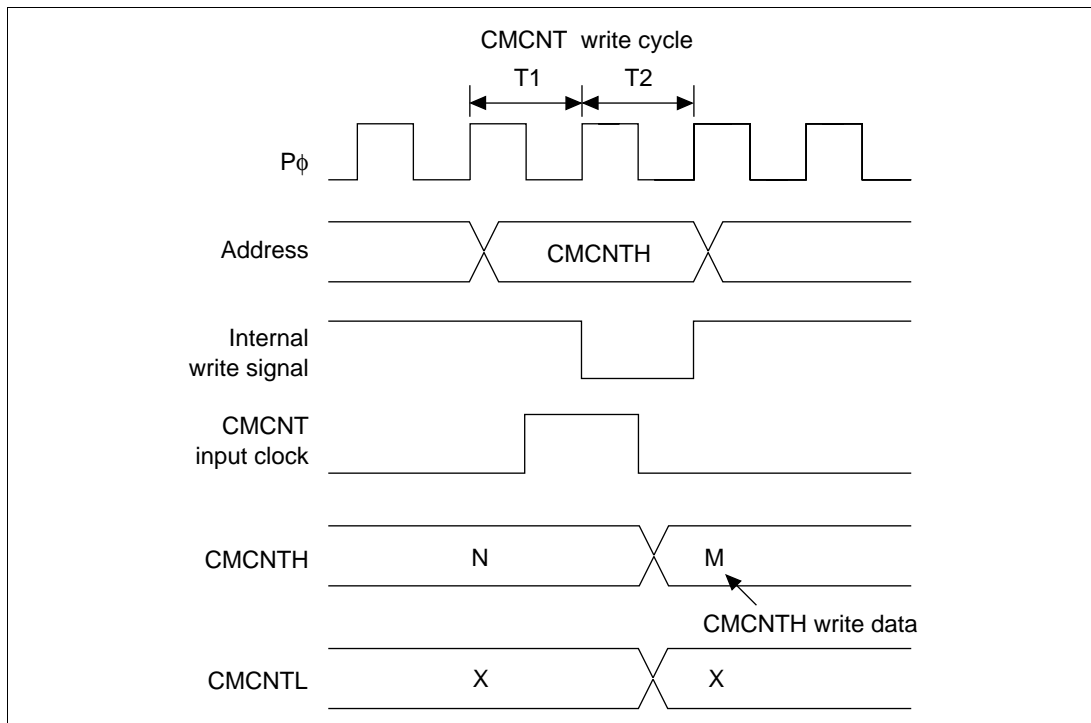 CMCNT write cycle
T1 T2
Pφ
Address CMCNTH
Internal
write signal
CMCNT
input clock
CMCNTH N M
CMCNTH write data
CMCNTL X X